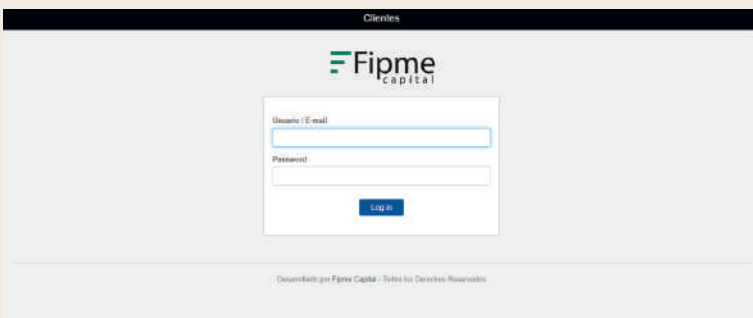 Clientes
Fipme
capital
Usuario / E-mail
Password
Log in
Desarrollado por Fipme Capital - Todos los Derechos Reservados